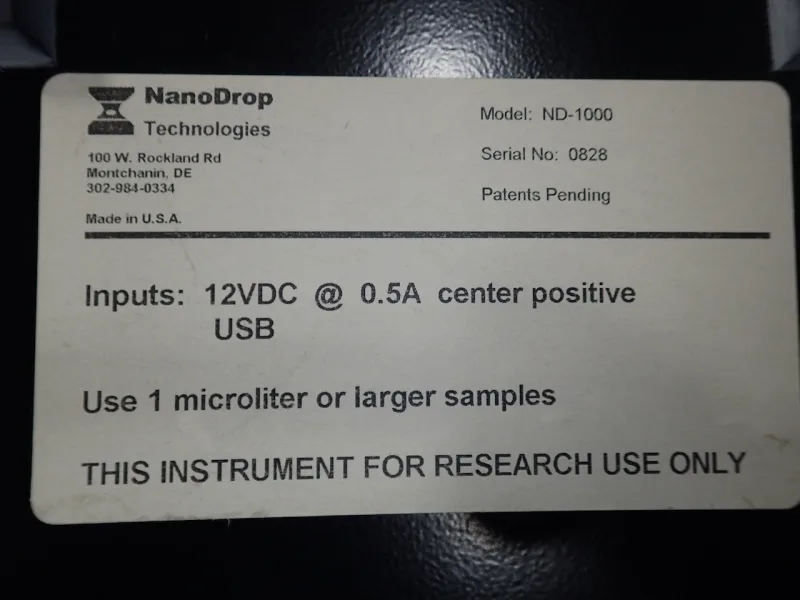 NanoDrop
Technologies
100 W. Rockland Rd
Montchanin, DE
302-984-0334
Made in U.S.A.
Model: ND-1000
Serial No: 0828
Patents Pending
Inputs: 12VDC @ 0.5A center positive
USB
Use 1 microliter or larger samples
THIS INSTRUMENT FOR RESEARCH USE ONLY